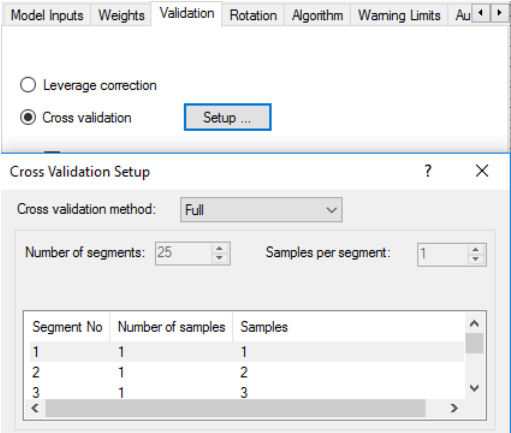 Model Inputs Weights Validation Rotation Algorithm Warning Limits Au
Leverage correction
Cross validation Setup ...
Cross Validation Setup ?
Cross validation method: Full
Number of segments: 25 Samples per segment: 1
Segment No Number of samples Samples
1 1 1
2 1 2
3 1 3